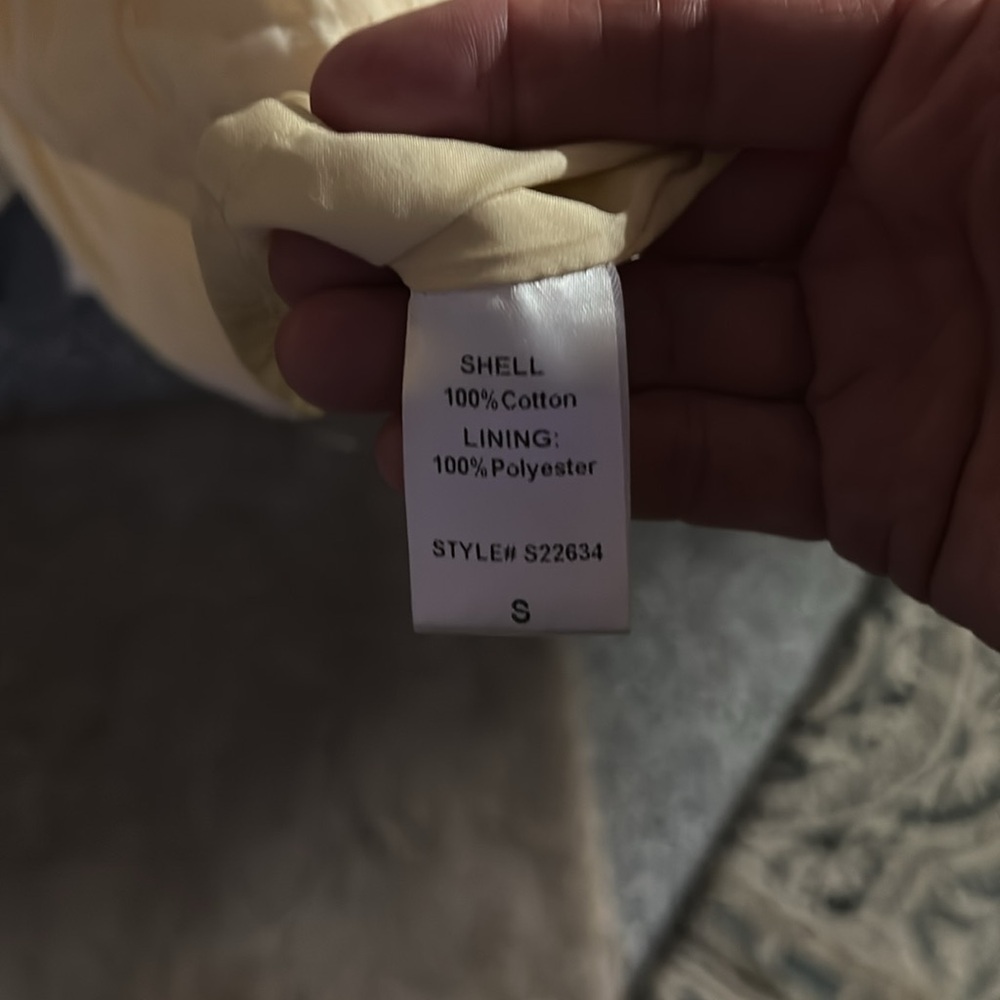 SHELL
100%Cotton
LINING:
100%Polyester
STYLE# S22634
S